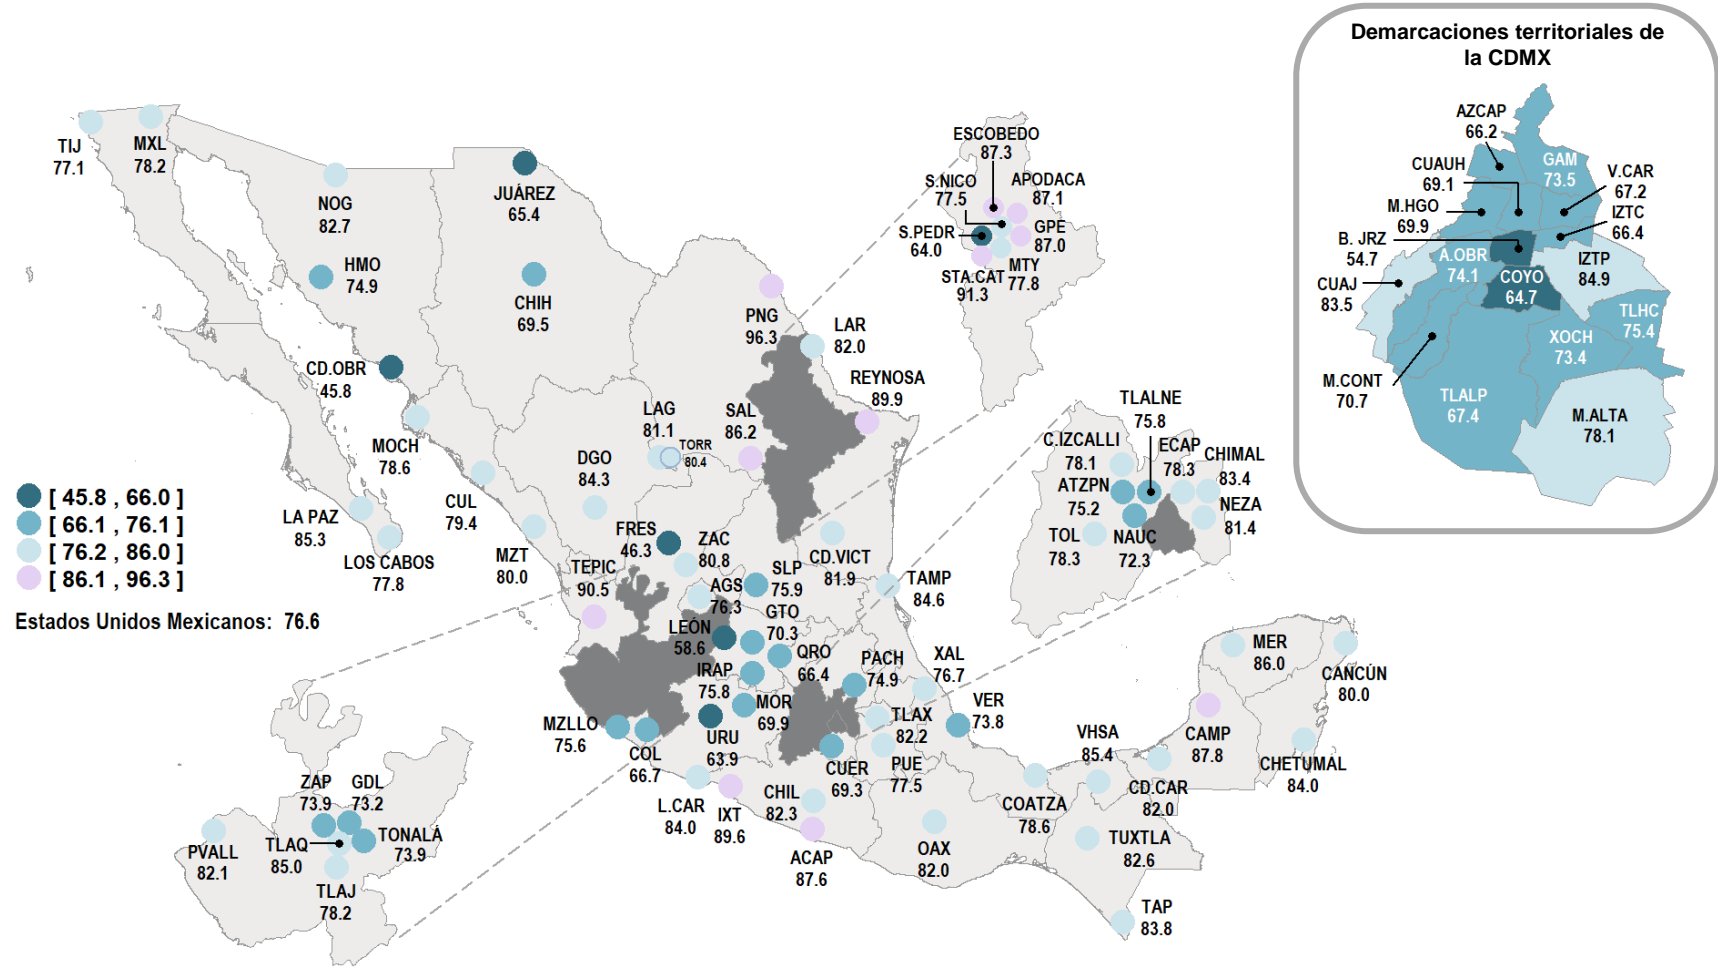 Demarcaciones territoriales de
la CDMX
AZCAP
66.2
GAM
73.5
CUAUH
69.1
V.CAR
67.2
M.HGO
69.9
IZTC
66.4
B. JRZ
54.7
A.OBR
74.1
IZTP
84.9
CUAJ
83.5
COYO
64.7
TLHC
75.4
XOCH
73.4
M.CONT
70.7
TLALP
67.4
M.ALTA
78.1
TIJ
77.1
MXL
78.2
NOG
82.7
JUÁREZ
65.4
HMO
74.9
CHIH
69.5
CD.OBR
45.8
MOCH
78.6
CUL
79.4
LA PAZ
85.3
LOS CABOS
77.8
MZT
80.0
DGO
84.3
LAG
81.1
TORR
80.4
SAL
86.2
PNG
96.3
LAR
82.0
REYNOSA
89.9
ESCOBEDO
87.3
S.NICO
77.5
APODACA
87.1
S.PEDR
64.0
GPE
87.0
MTY
77.8
STA.CAT
91.3
FRES
46.3
ZAC
80.8
TEPIC
90.5
AGS
76.3
SLP
75.9
CD.VICT
81.9
TAMP
84.6
LEÓN
58.6
GTO
70.3
IRAP
75.8
QRO
66.4
PACH
74.9
XAL
76.7
MOR
69.9
URU
63.9
MZLLO
75.6
COL
66.7
L.CAR
84.0
IXT
89.6
CUER
69.3
TLAX
82.2
PUE
77.5
VER
73.8
CHIL
82.3
ACAP
87.6
OAX
82.0
COATZA
78.6
VHSA
85.4
CD.CAR
82.0
TUXTLA
82.6
TAP
83.8
CAMP
87.8
MER
86.0
CANCÚN
80.0
CHETUMAL
84.0
TLALNE
75.8
C.IZCALLI
78.1
ECAP
78.3
CHIMAL
83.4
ATZPN
75.2
NEZA
81.4
TOL
78.3
NAUC
72.3
ZAP
73.9
GDL
73.2
TONALÁ
73.9
PVALL
82.1
TLAQ
85.0
TLAJ
78.2
[ 45.8 , 66.0 ]
[ 66.1 , 76.1 ]
[ 76.2 , 86.0 ]
[ 86.1 , 96.3 ]
Estados Unidos Mexicanos: 76.6